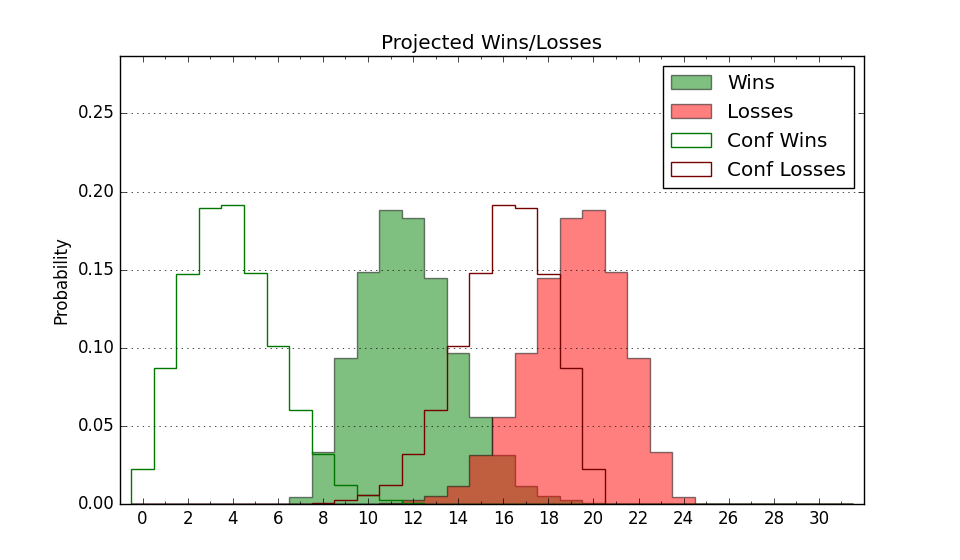 Projected Wins/Losses
Wins
Losses
Conf Wins
Conf Losses
Probability
0.25
0.20
0.15
0.10
0.05
0.00
0 2 4 6 8 10 12 14 16 18 20 22 24 26 28 30